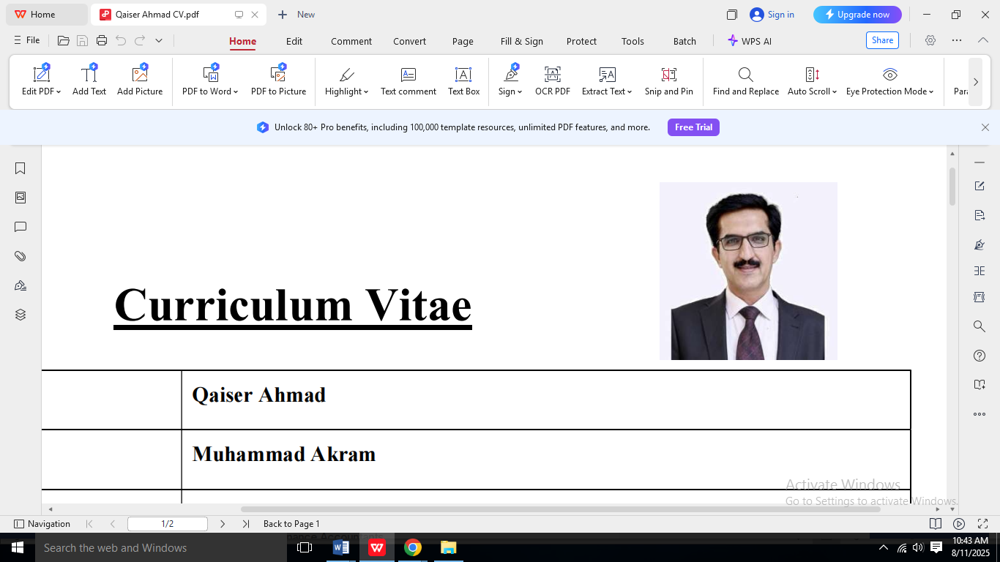 Home
Qaiser Ahmad CV.pdf
New
Sign in
Upgrade now
File
Home Edit Comment Convert Page Fill & Sign Protect Tools Batch WPS AI
Share
Edit PDF Add Text Add Picture PDF to Word PDF to Picture Highlight Text comment Text Box Sign OCR PDF Extract Text Snip and Pin Find and Replace Auto Scroll Eye Protection Mode
Unlock 80+ Pro benefits, including 100,000 template resources, unlimited PDF features, and more. Free Trial
Curriculum Vitae
Qaiser Ahmad
Muhammad Akram
Activate Windows
Go to Settings to activate Windows.
Navigation 1/2 Back to Page 1
Search the web and Windows
10:43 AM
8/11/2025